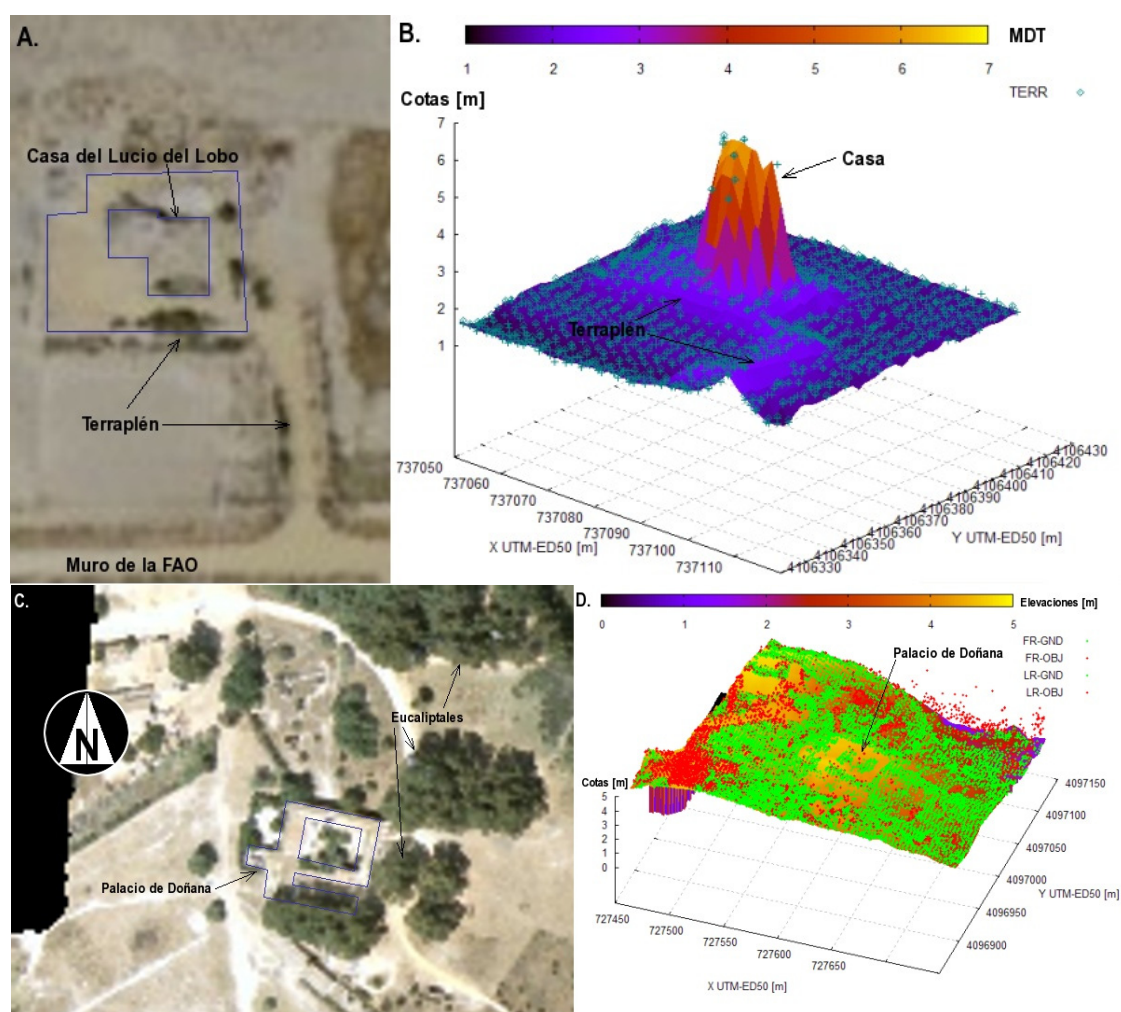 A.
Casa del Lucio del Lobo
Terraplén
Muro de la FAO
B.
MDT
1 2 3 4 5 6 7
TERR
Cotas [m]
7
6
5
4
3
2
1
Casa
Terraplén
737050
737060
737070
737080
737090
737100
737110
X UTM-ED50 [m]
4106430
4106420
4106410
4106400
4106390
4106380
4106370
4106360
4106350
4106340
4106330
Y UTM-ED50 [m]
C.
N
Eucaliptales
Palacio de Doñana
D.
Elevaciones [m]
0 1 2 3 4 5
FR-GND
FR-OBJ
LR-GND
LR-OBJ
Palacio de Doñana
Cotas [m]
5
4
3
2
1
0
727450
727500
727550
727600
727650
X UTM-ED50 [m]
4097150
4097100
4097050
4097000
4096950
4096900
Y UTM-ED50 [m]